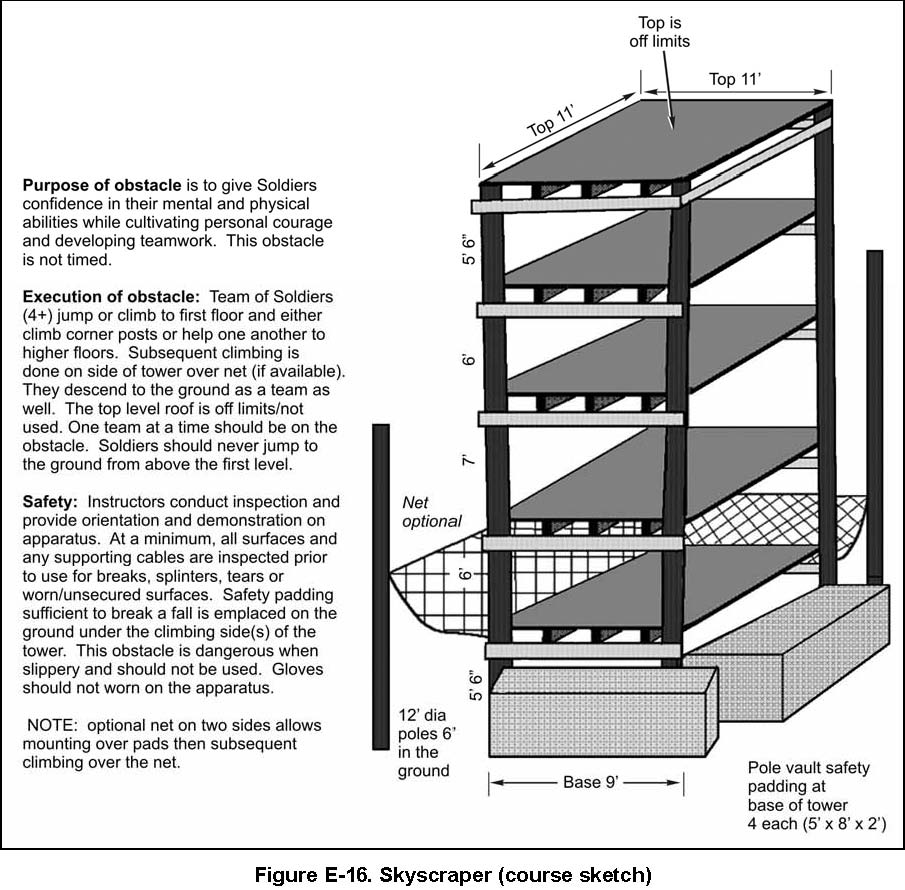 Top is
off limits
Top 11’
Top 11’
Purpose of obstacle is to give Soldiers
confidence in their mental and physical
abilities while cultivating personal courage
and developing teamwork. This obstacle
is not timed.
5’ 6”
Execution of obstacle: Team of Soldiers
(4+) jump or climb to first floor and either
climb corner posts or help one another to
higher floors. Subsequent climbing is
done on side of tower over net (if available).
They descend to the ground as a team as
well. The top level roof is off limits/not
used. One team at a time should be on the
obstacle. Soldiers should never jump to
the ground from above the first level.
6’
7’
Safety: Instructors conduct inspection and
provide orientation and demonstration on
apparatus. At a minimum, all surfaces and
any supporting cables are inspected prior
to use for breaks, splinters, tears or
worn/unsecured surfaces. Safety padding
sufficient to break a fall is emplaced on the
ground under the climbing side(s) of the
tower. This obstacle is dangerous when
slippery and should not be used. Gloves
should not worn on the apparatus.
Net
optional
6’
5’ 6”
NOTE: optional net on two sides allows
mounting over pads then subsequent
climbing over the net.
12’ dia
poles 6’
in the
ground
Base 9’
Pole vault safety
padding at
base of tower
4 each (5’ x 8’ x 2’)
Figure E-16. Skyscraper (course sketch)